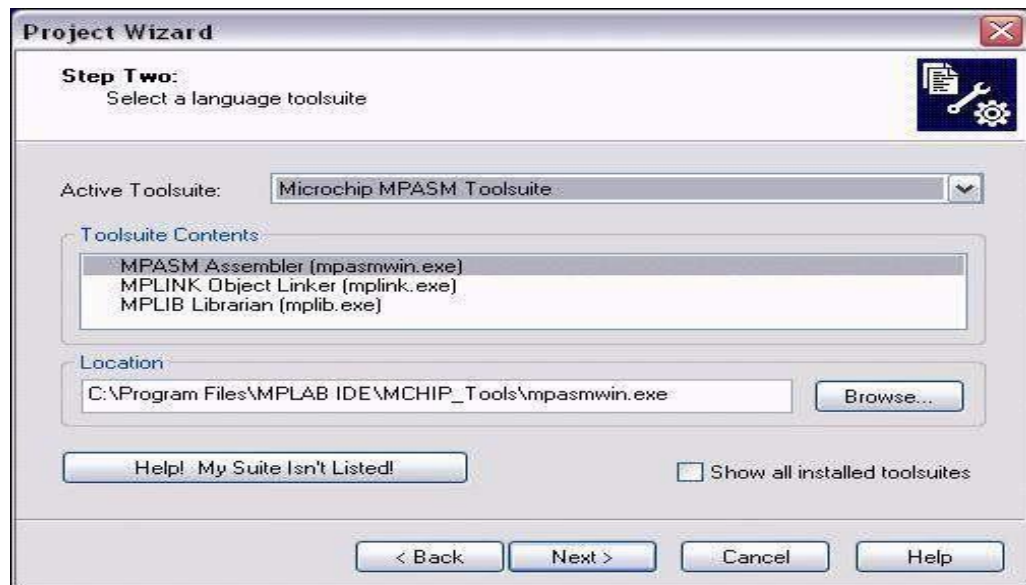 Project Wizard
Step Two:
Select a language toolsuite
Active Toolsuite: Microchip MPASM Toolsuite
Toolsuite Contents
MPASM Assembler (mpasmwin.exe)
MPLINK Object Linker (mplink.exe)
MPLIB Librarian (mplib.exe)
Location
C:\Program Files\MPLAB IDE\MCHIP_Tools\mpasmwin.exe Browse...
Help! My Suite Isn't Listed! Show all installed toolsuites
< Back Next > Cancel Help